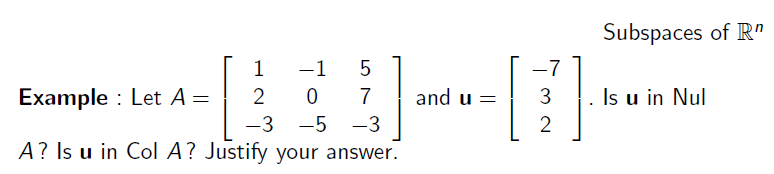 Subspaces of ℝⁿ
1 −1 5 −7
Example : Let A = 2 0 7 and u = 3 . Is u in Nul
−3 −5 −3 2
A? Is u in Col A? Justify your answer.